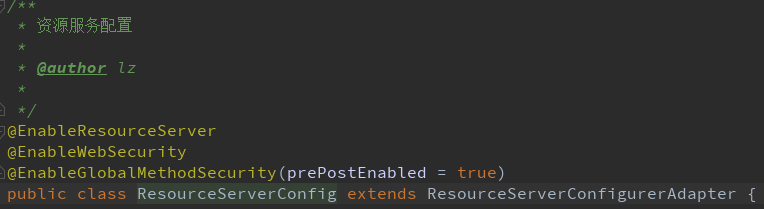 /**
 * 资源服务配置
 *
 * @author lz
 *
 */
@EnableResourceServer
@EnableWebSecurity
@EnableGlobalMethodSecurity(prePostEnabled = true)
public class ResourceServerConfig extends ResourceServerConfigurerAdapter {